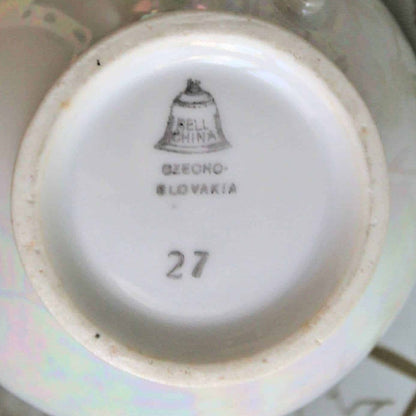 BELL
CHINA
CZECHO-
SLOVAKIA
27